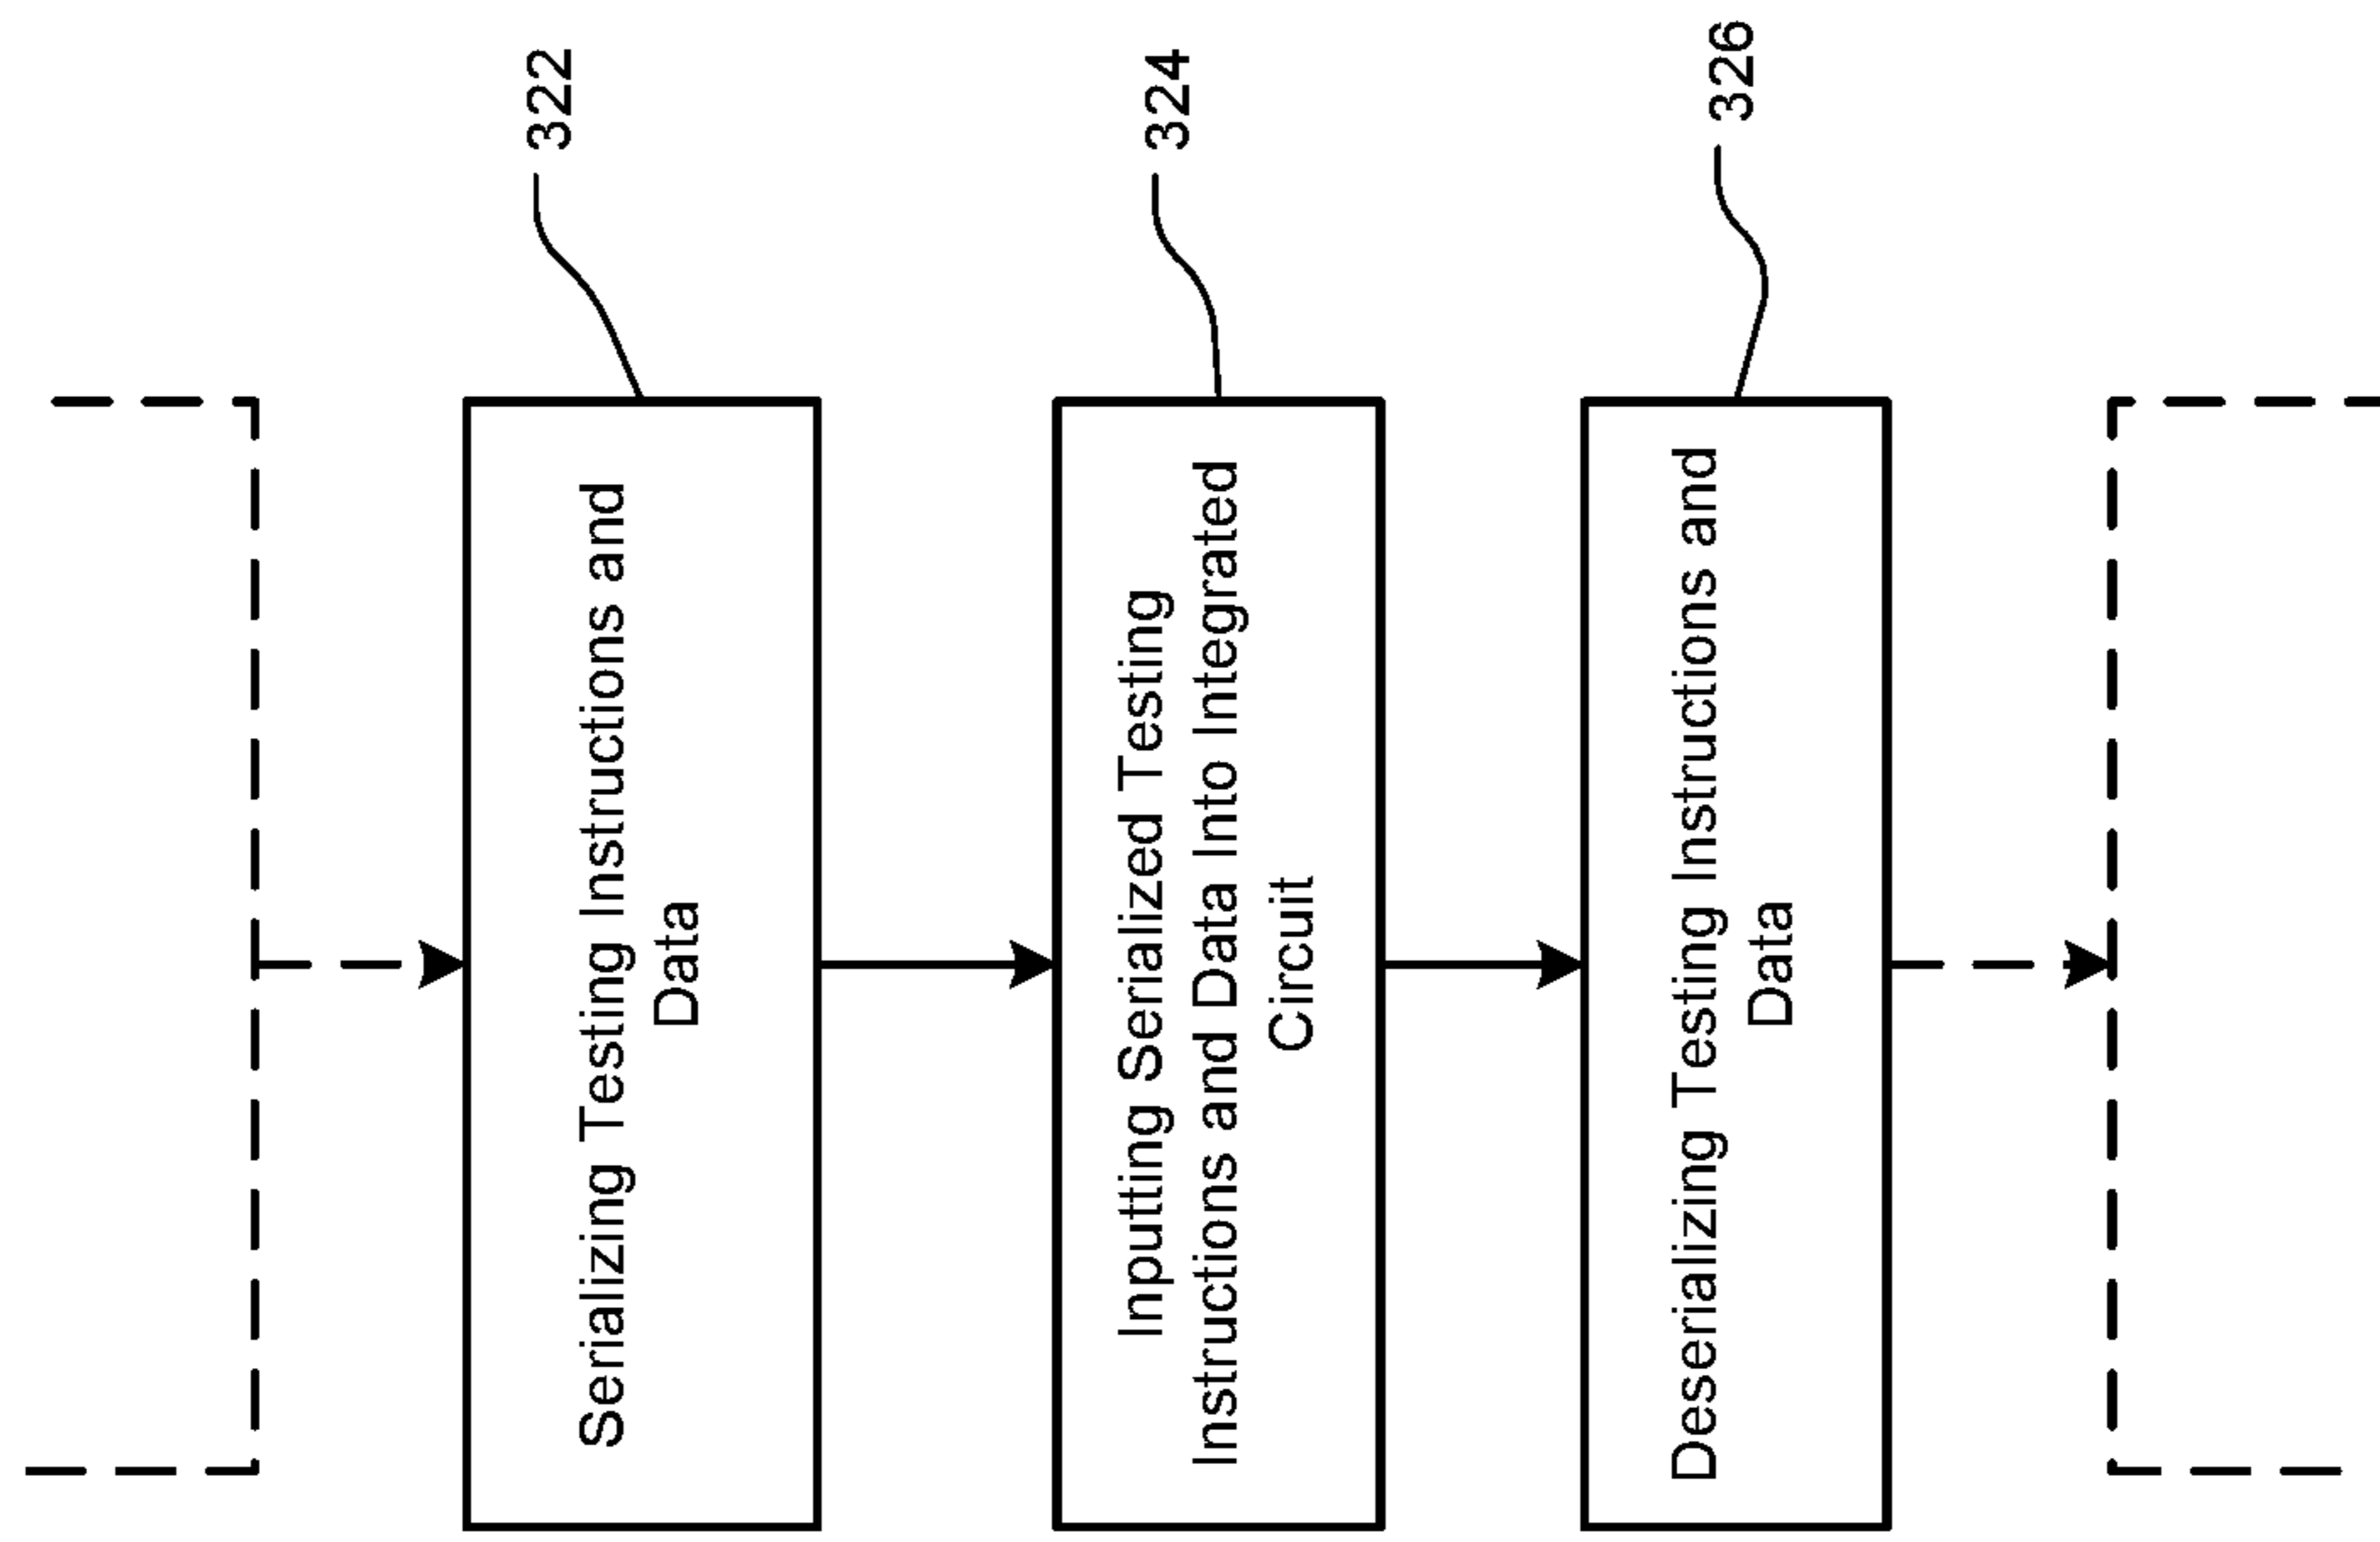 322
Serializing Testing Instructions and
Data
324
Inputting Serialized Testing
Instructions and Data Into Integrated
Circuit
326
Deserializing Testing Instructions and
Data